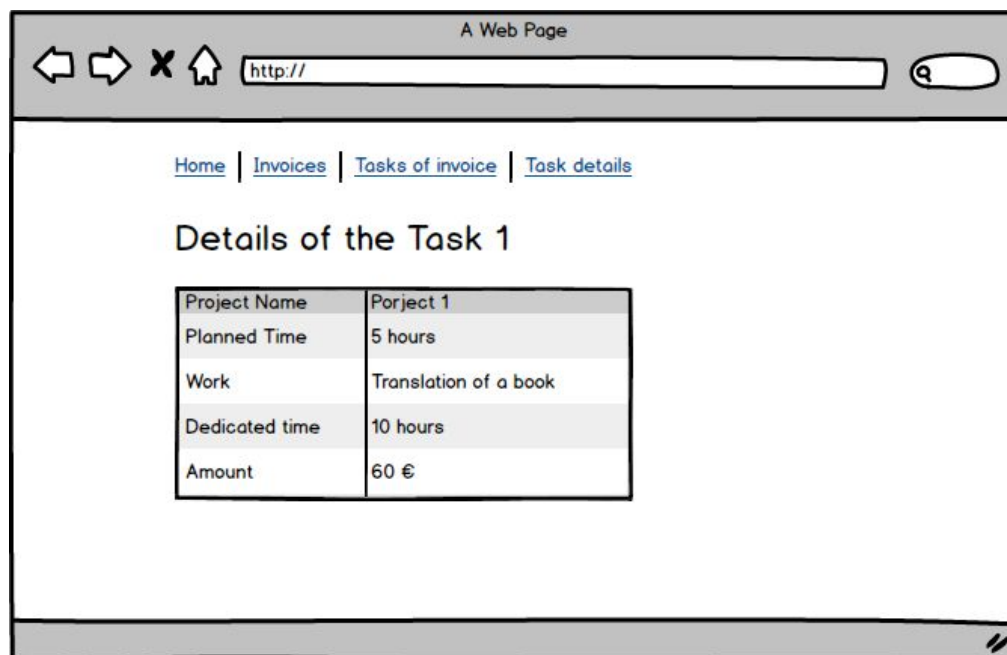 A Web Page
http://
Home | Invoices | Tasks of invoice | Task details
Details of the Task 1
Project Name Porject 1
Planned Time 5 hours
Work Translation of a book
Dedicated time 10 hours
Amount 60 €